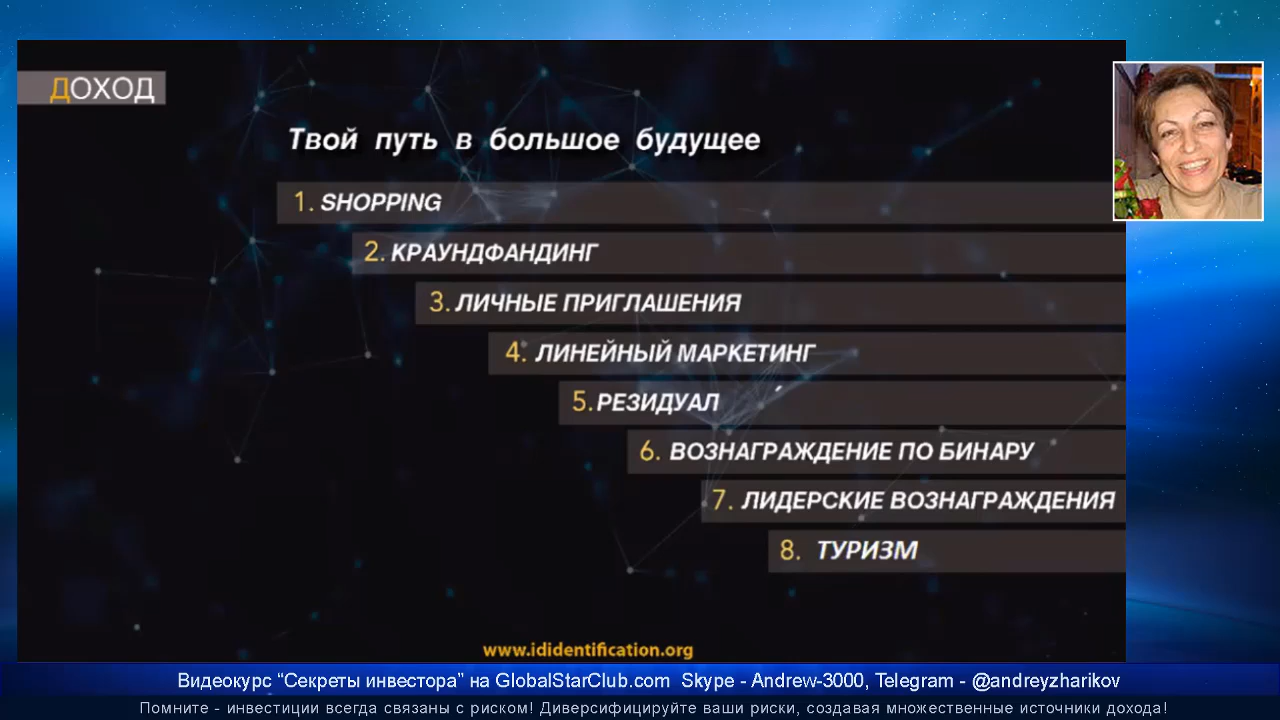 ДОХОД
Твой путь в большое будущее
1. SHOPPING
2. КРАУНДФАНДИНГ
3. ЛИЧНЫЕ ПРИГЛАШЕНИЯ
4. ЛИНЕЙНЫЙ МАРКЕТИНГ
5. РЕЗИДУАЛ
6. ВОЗНАГРАЖДЕНИЕ ПО БИНАРУ
7. ЛИДЕРСКИЕ ВОЗНАГРАЖДЕНИЯ
8. ТУРИЗМ
www.ididentification.org
Видеокурс “Секреты инвестора” на GlobalStarClub.com Skype - Andrew-3000, Telegram - @andreyzharikov
Помните - инвестиции всегда связаны с риском! Диверсифицируйте ваши риски, создавая множественные источники дохода!